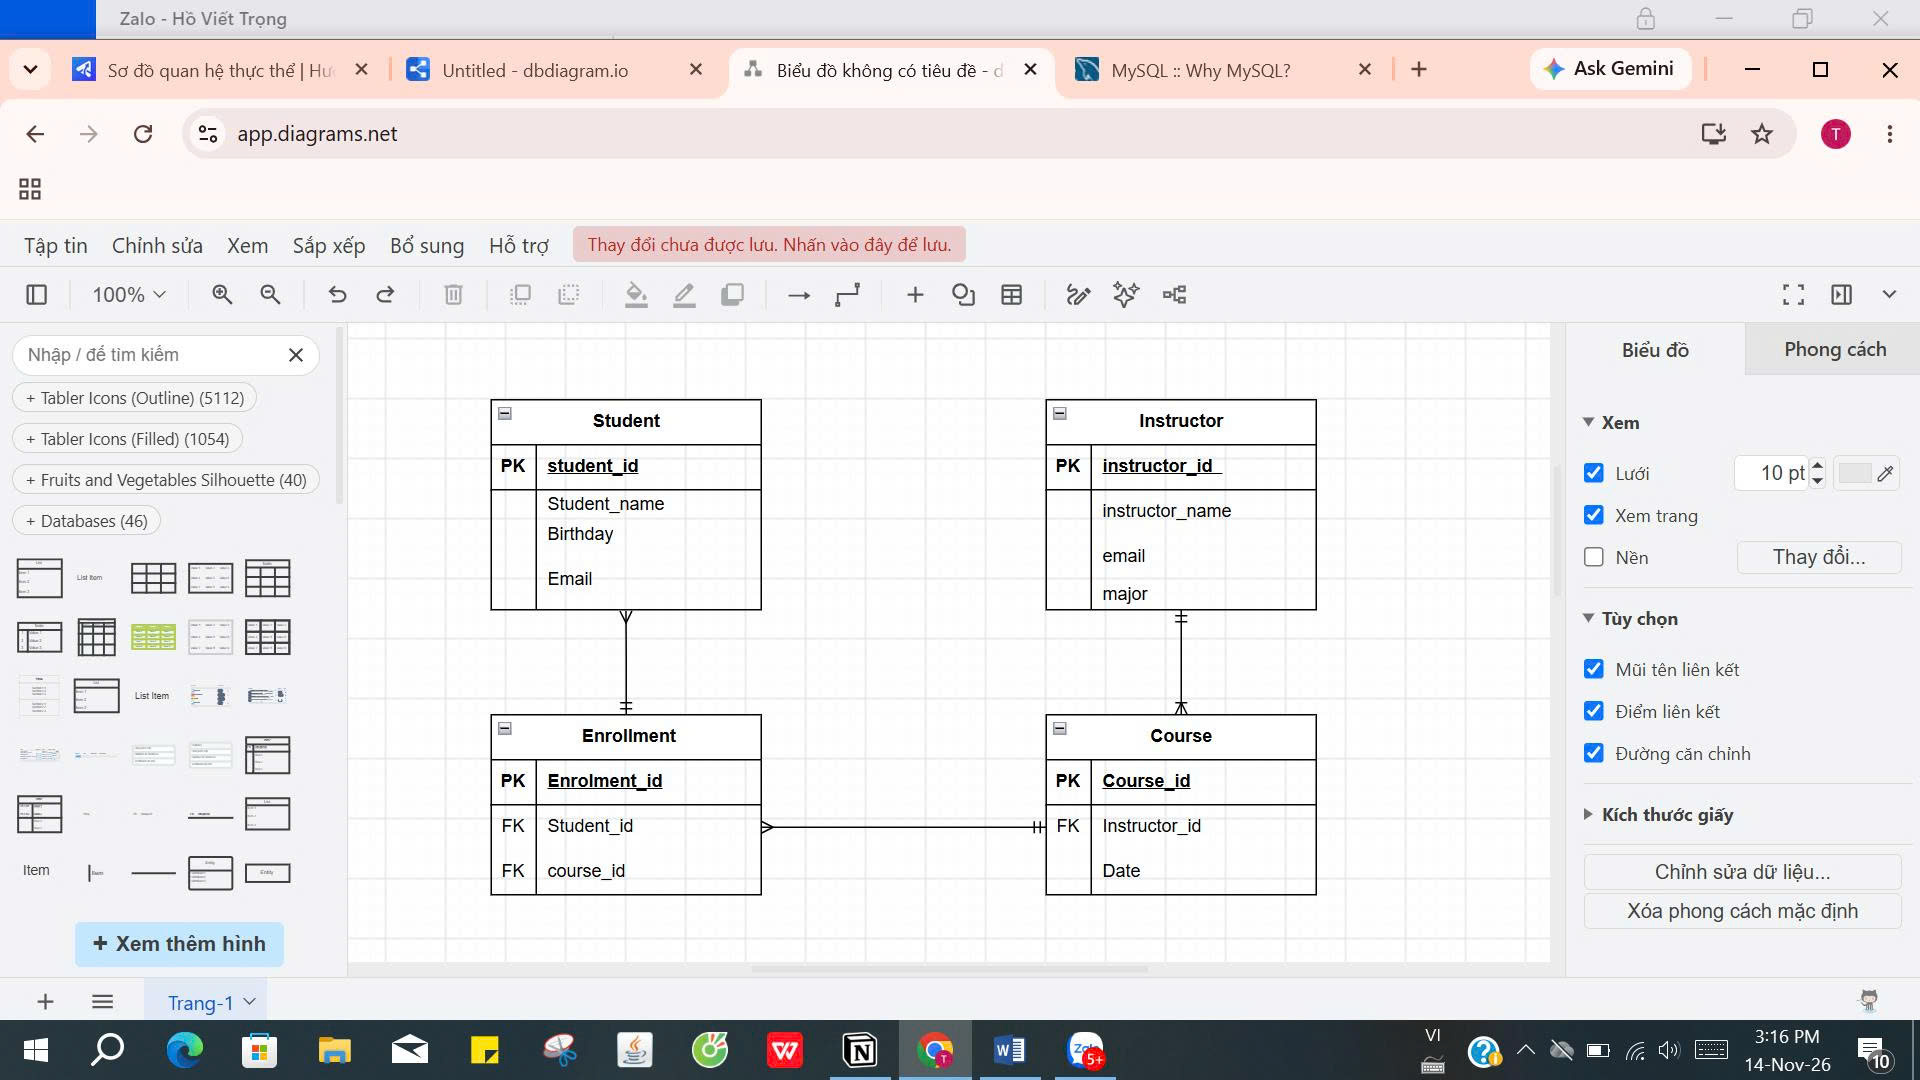 Zalo - Hồ Viết Trọng
Sơ đồ quan hệ thực thể | Hư
Untitled - dbdiagram.io
Biểu đồ không có tiêu đề - d
MySQL :: Why MySQL?
Ask Gemini
app.diagrams.net
T
Tập tin
Chỉnh sửa
Xem
Sắp xếp
Bổ sung
Hỗ trợ
Thay đổi chưa được lưu. Nhấn vào đây để lưu.
100%
Nhập / để tìm kiếm
+ Tabler Icons (Outline) (5112)
+ Tabler Icons (Filled) (1054)
+ Fruits and Vegetables Silhouette (40)
+ Databases (46)
List Item
List Item
Item
Entity
+ Xem thêm hình
Student
PK student_id
Student_name
Birthday
Email
Instructor
PK instructor_id
instructor_name
email
major
Enrollment
PK Enrolment_id
FK Student_id
FK course_id
Course
PK Course_id
FK Instructor_id
Date
Biểu đồ
Phong cách
Xem
Lưới
10 pt
Xem trang
Nền
Thay đổi...
Tùy chọn
Mũi tên liên kết
Điểm liên kết
Đường căn chỉnh
Kích thước giấy
Chỉnh sửa dữ liệu...
Xóa phong cách mặc định
Trang-1
VI
3:16 PM
14-Nov-26
10
5+